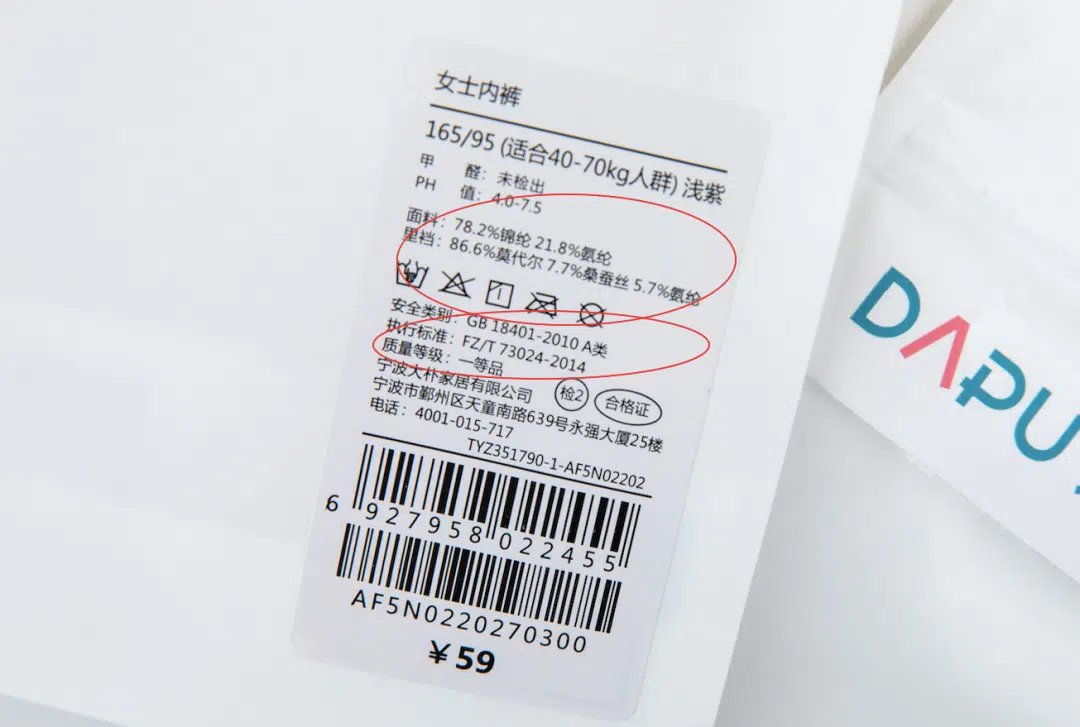 女士内裤
165/95 (适合40-70kg人群) 浅紫
甲 醛：未检出
PH 值：4.0-7.5
面料：78.2%锦纶 21.8%氨纶
里裆：86.6%莫代尔 7.7%桑蚕丝 5.7%氨纶
安全类别：GB 18401-2010 A类
执行标准：FZ/T 73024-2014
质量等级：一等品
宁波大朴家居有限公司 检2 合格证
宁波市鄞州区天童南路639号永强大厦25楼
电话：4001-015-717
TYZ351790-1-AF5N02202
6 927958 022455
AF5N0220270300
¥59
DAPU